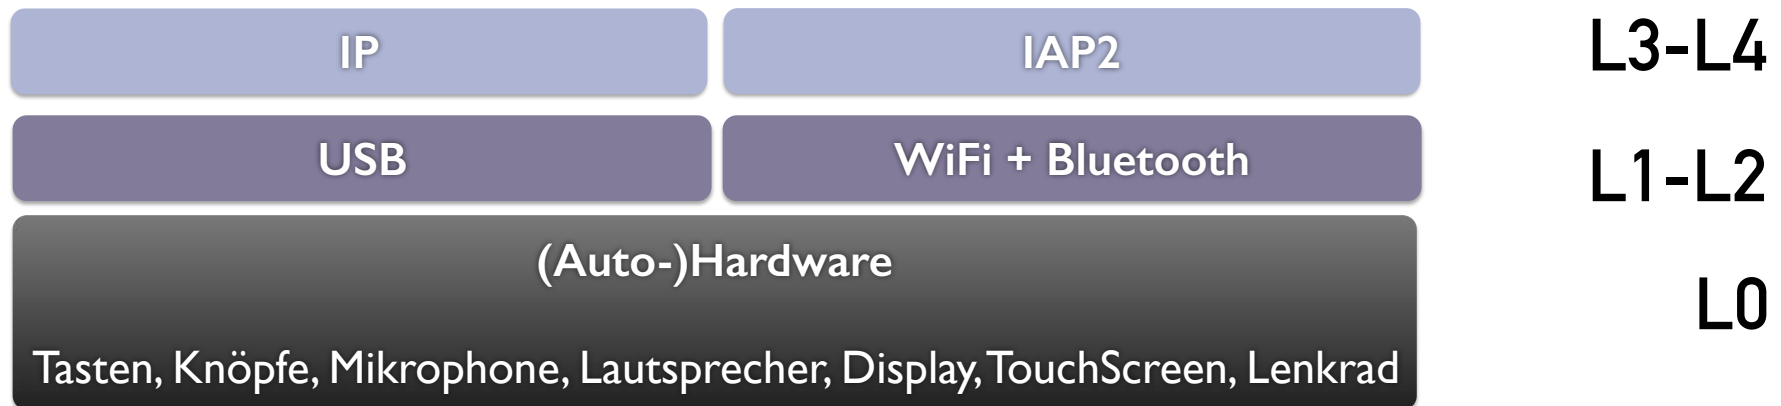 IP IAP2 L3-L4
USB WiFi + Bluetooth L1-L2
(Auto-)Hardware L0
Tasten, Knöpfe, Mikrophone, Lautsprecher, Display, TouchScreen, Lenkrad